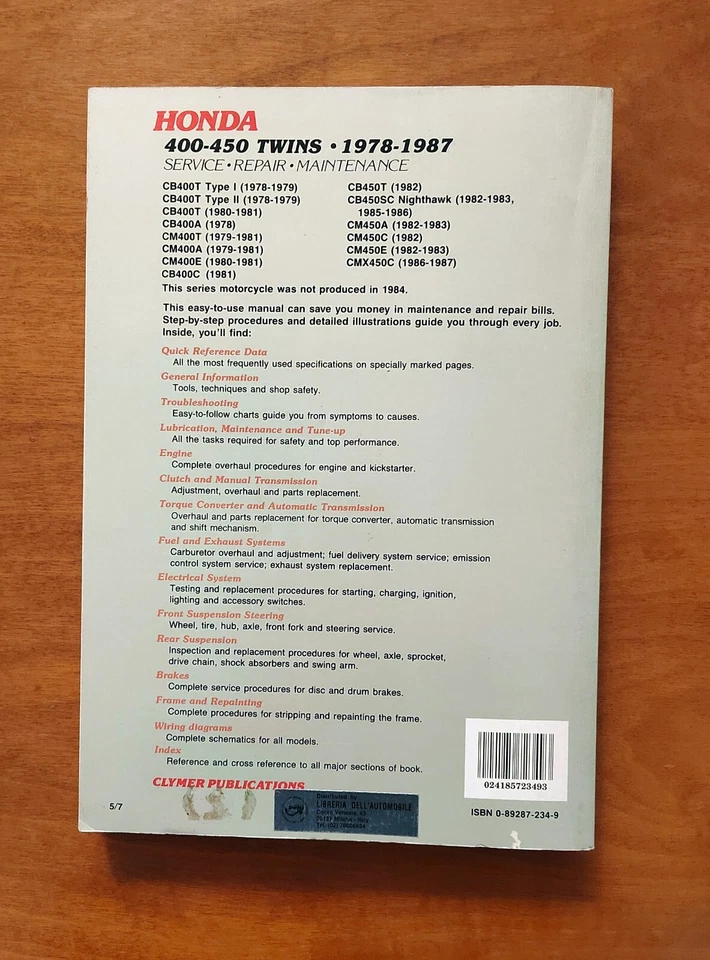 HONDA
400-450 TWINS • 1978-1987
SERVICE • REPAIR • MAINTENANCE
CB400T Type I (1978-1979)
CB400T Type II (1978-1979)
CB400T (1980-1981)
CB400A (1978)
CM400T (1979-1981)
CM400A (1979-1981)
CM400E (1980-1981)
CB400C (1981)
CB450T (1982)
CB450SC Nighthawk (1982-1983,
1985-1986)
CM450A (1982-1983)
CM450C (1982)
CM450E (1982-1983)
CMX450C (1986-1987)
This series motorcycle was not produced in 1984.
This easy-to-use manual can save you money in maintenance and repair bills.
Step-by-step procedures and detailed illustrations guide you through every job.
Inside, you'll find:
Quick Reference Data
All the most frequently used specifications on specially marked pages.
General Information
Tools, techniques and shop safety.
Troubleshooting
Easy-to-follow charts guide you from symptoms to causes.
Lubrication, Maintenance and Tune-up
All the tasks required for safety and top performance.
Engine
Complete overhaul procedures for engine and kickstarter.
Clutch and Manual Transmission
Adjustment, overhaul and parts replacement.
Torque Converter and Automatic Transmission
Overhaul and parts replacement for torque converter, automatic transmission
and shift mechanism.
Fuel and Exhaust Systems
Carburetor overhaul and adjustment; fuel delivery system service; emission
control system service; exhaust system replacement.
Electrical System
Testing and replacement procedures for starting, charging, ignition,
lighting and accessory switches.
Front Suspension Steering
Wheel, tire, hub, axle, front fork and steering service.
Rear Suspension
Inspection and replacement procedures for wheel, axle, sprocket,
drive chain, shock absorbers and swing arm.
Brakes
Complete service procedures for disc and drum brakes.
Frame and Repainting
Complete procedures for stripping and repainting the frame.
Wiring diagrams
Complete schematics for all models.
Index
Reference and cross reference to all major sections of book.
CLYMER PUBLICATIONS
5/7
Distributed by
LIBRERIA DELL'AUTOMOBILE
Corso Venezia
Milano - Italy
Tel. (02)
024185723493
ISBN 0-89287-234-9